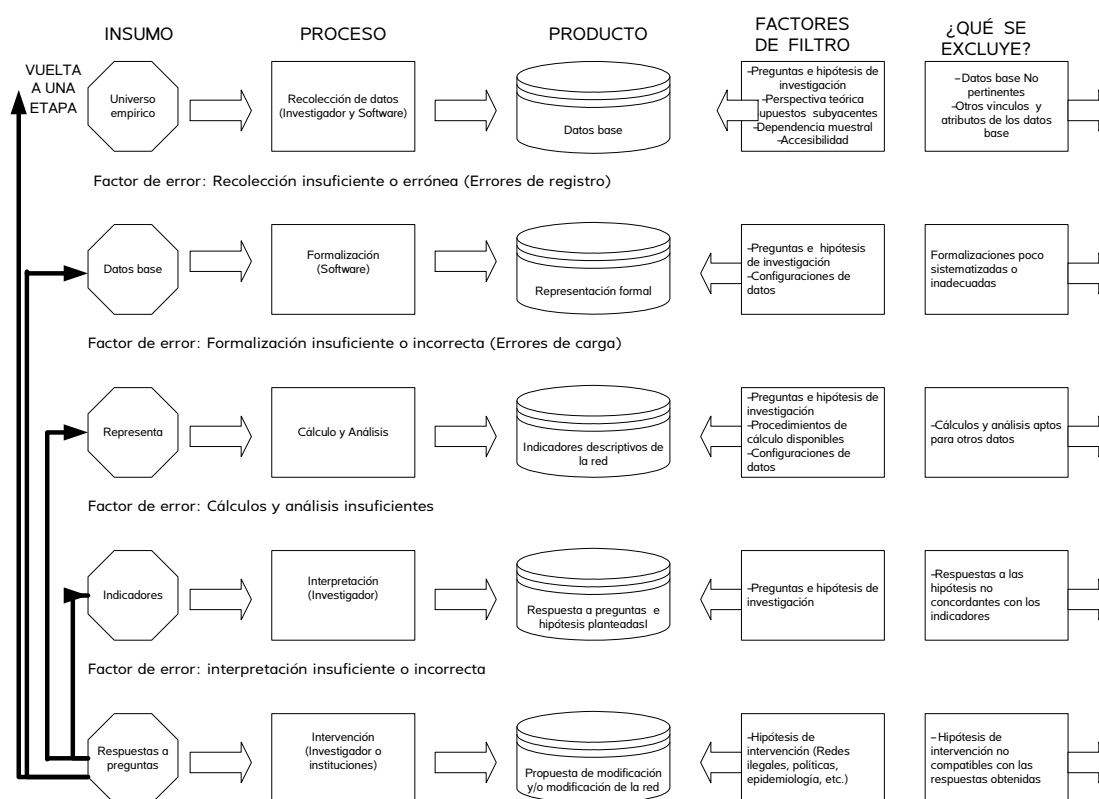 INSUMO
PROCESO
PRODUCTO
FACTORES
DE FILTRO
¿QUÉ SE
EXCLUYE?
VUELTA
A UNA
ETAPA
Universo
empírico
Recolección de datos
(Investigador y Software)
Datos base
-Preguntas e hipótesis de
investigación
-Perspectiva teórica
upuestos subyacentes
-Dependencia muestral
-Accesibilidad
-Datos base No
pertinentes
-Otros vínculos y
atributos de los datos
base
Factor de error: Recolección insuficiente o errónea (Errores de registro)
Datos base
Formalización
(Software)
Representación formal
-Preguntas e hipótesis
de investigación
-Configuraciones de
datos
Formalizaciones poco
sistematizadas o
inadecuadas
Factor de error: Formalización insuficiente o incorrecta (Errores de carga)
Representa
Cálculo y Análisis
Indicadores descriptivos de
la red
-Preguntas e hipótesis de
investigación
-Procedimientos de
cálculo disponibles
-Configuraciones de
datos
-Cálculos y análisis aptos
para otros datos
Factor de error: Cálculos y análisis insuficientes
Indicadores
Interpretación
(Investigador)
Respuesta a preguntas e
hipótesis planteadasl
-Preguntas e hipótesis de
investigación
-Respuestas a las
hipótesis no
concordantes con los
indicadores
Factor de error: interpretación insuficiente o incorrecta
Respuestas a
preguntas
Intervención
(Investigador o
instituciones)
Propuesta de modificación
y/o modificación de la red
-Hipótesis de
intervención (Redes
ilegales, políticas,
epidemiología, etc.)
- Hipótesis de
intervención no
compatibles con las
respuestas obtenidas